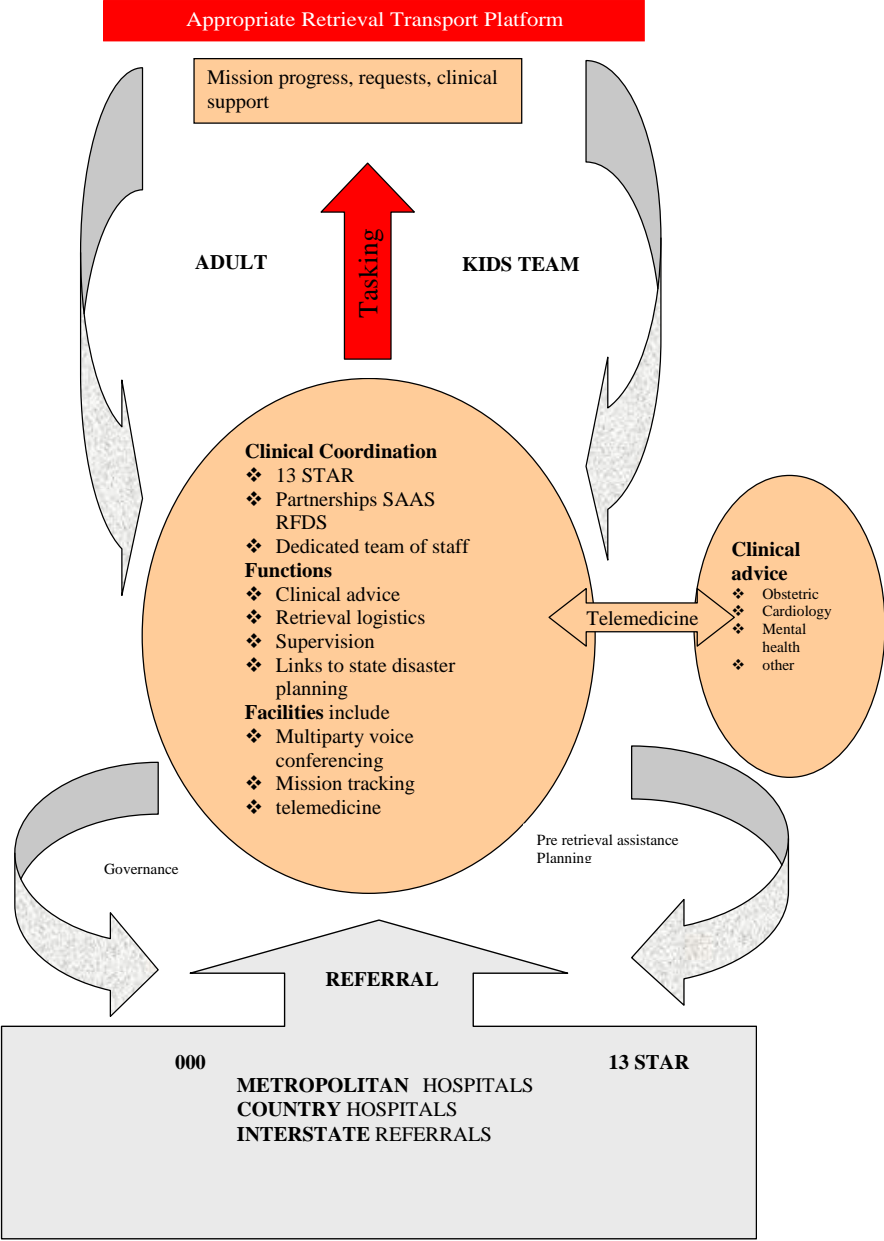 Appropriate Retrieval Transport Platform
Mission progress, requests, clinical
support
Tasking
ADULT
KIDS TEAM
Clinical Coordination
❖ 13 STAR
❖ Partnerships SAAS
RFDS
❖ Dedicated team of staff
Functions
❖ Clinical advice
❖ Retrieval logistics
❖ Supervision
❖ Links to state disaster
planning
Facilities include
❖ Multiparty voice
conferencing
❖ Mission tracking
❖ telemedicine
Telemedicine
Clinical
advice
❖ Obstetric
❖ Cardiology
❖ Mental
health
❖ other
Governance
Pre retrieval assistance
Planning
REFERRAL
000
13 STAR
METROPOLITAN HOSPITALS
COUNTRY HOSPITALS
INTERSTATE REFERRALS